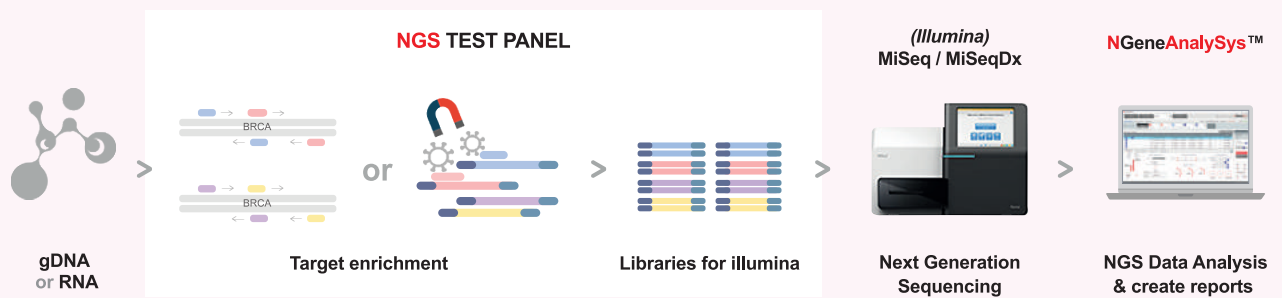 NGS TEST PANEL
(Illumina)
MiSeq / MiSeqDx
NGeneAnalySys™
BRCA
BRCA
or
gDNA
or RNA
Target enrichment
Libraries for illumina
Next Generation
Sequencing
NGS Data Analysis
& create reports